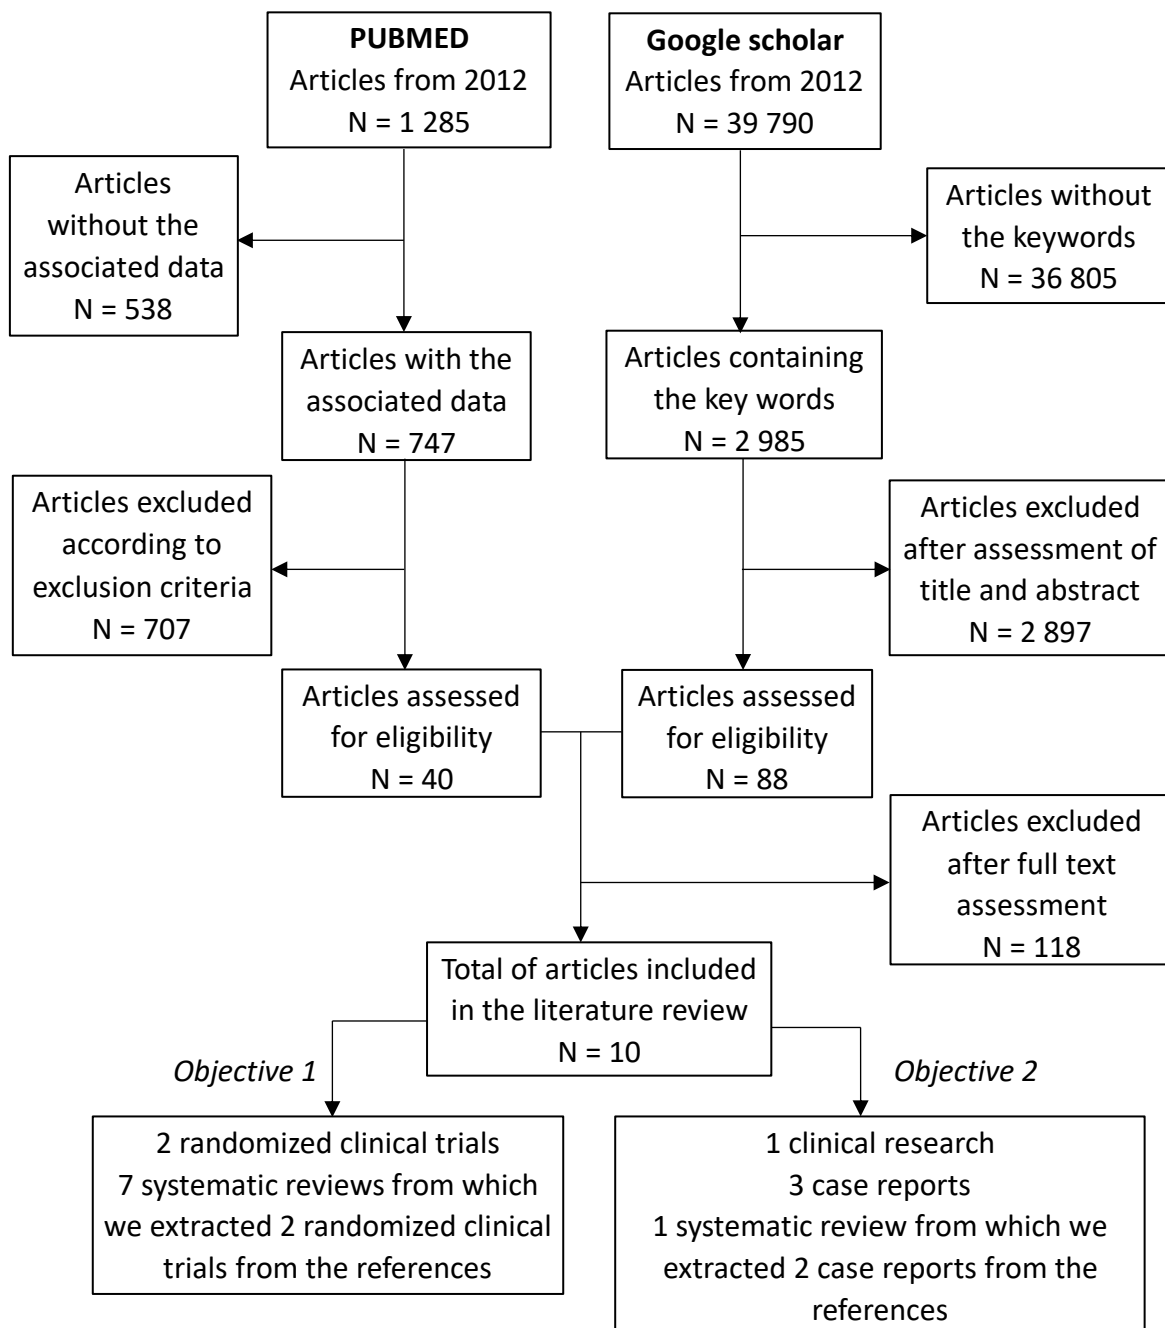 PUBMED
Articles from 2012
N = 1 285
Google scholar
Articles from 2012
N = 39 790
Articles
without the
associated data
N = 538
Articles without
the keywords
N = 36 805
Articles with the
associated data
N = 747
Articles containing
the key words
N = 2 985
Articles excluded
according to
exclusion criteria
N = 707
Articles excluded
after assessment of
title and abstract
N = 2 897
Articles assessed
for eligibility
N = 40
Articles assessed
for eligibility
N = 88
Articles excluded
after full text
assessment
N = 118
Total of articles included
in the literature review
N = 10
Objective 1
Objective 2
2 randomized clinical trials
7 systematic reviews from which
we extracted 2 randomized clinical
trials from the references
1 clinical research
3 case reports
1 systematic review from which we
extracted 2 case reports from the
references